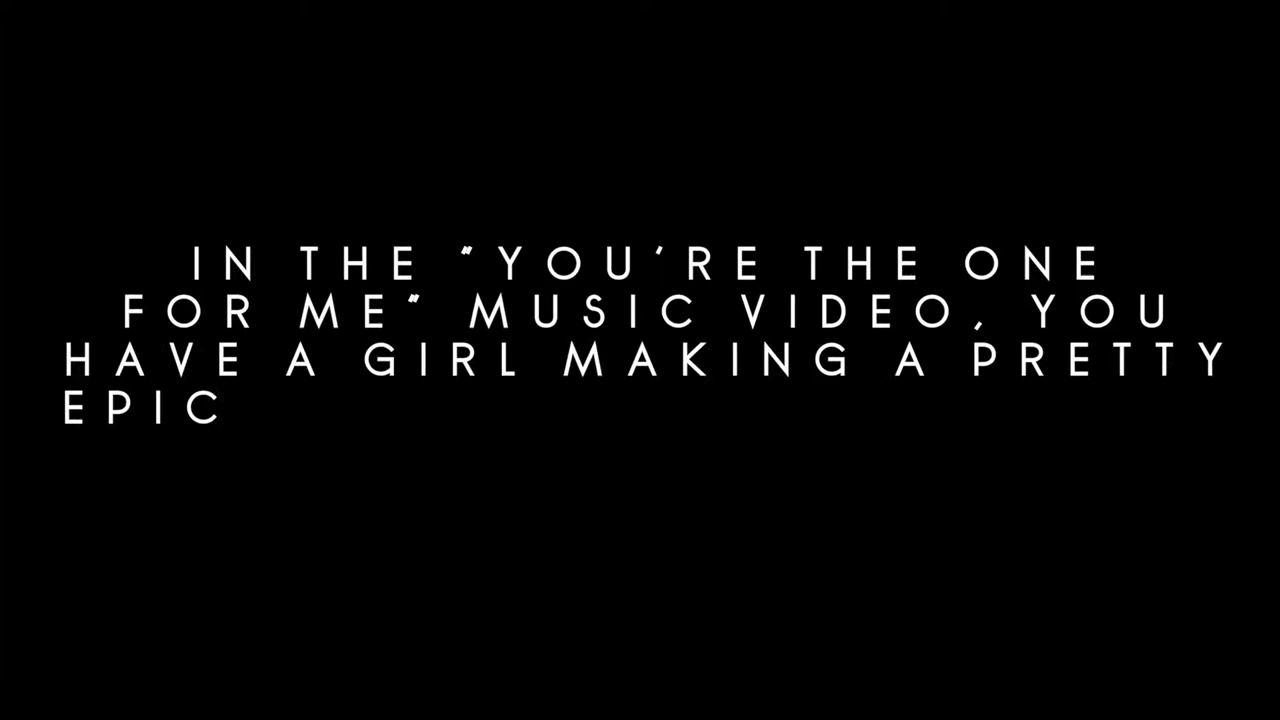 IN THE "YOU'RE THE ONE
FOR ME" MUSIC VIDEO, YOU
HAVE A GIRL MAKING A PRETTY
EPIC